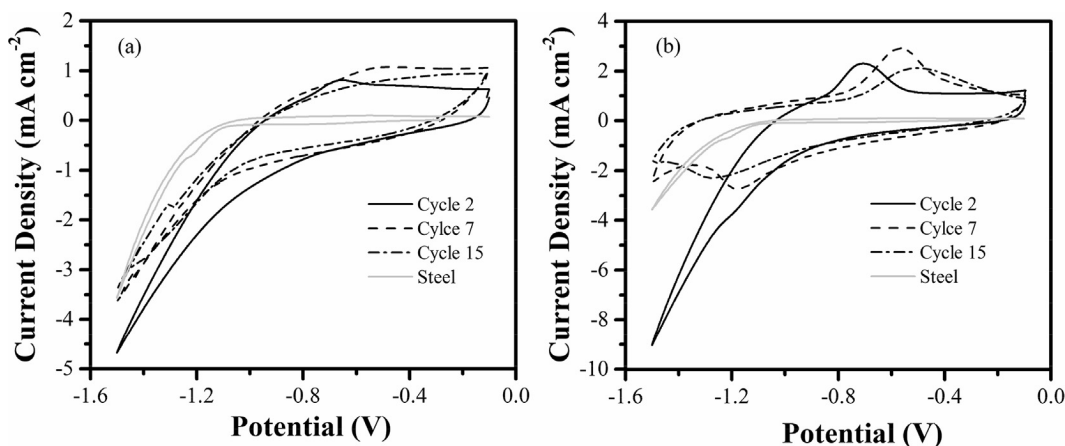 (a)
Current Density (mA cm-2)
2
1
0
-1
-2
-3
-4
-5
Cycle 2
Cylce 7
Cycle 15
Steel
-1.6
-1.2
-0.8
-0.4
0.0
Potential (V)
(b)
Current Density (mA cm-2)
4
2
0
-2
-4
-6
-8
-10
Cycle 2
Cylce 7
Cycle 15
Steel
-1.6
-1.2
-0.8
-0.4
0.0
Potential (V)